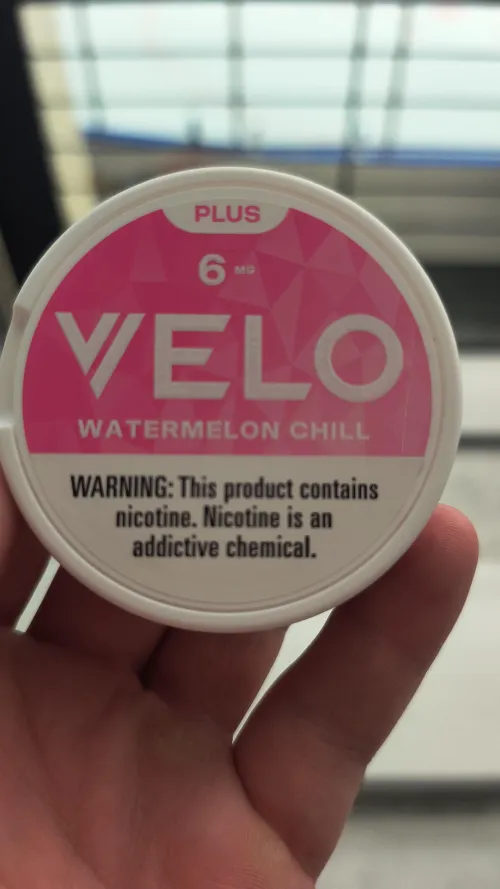 PLUS
6 MG
VELO
WATERMELON CHILL
WARNING: This product contains
nicotine. Nicotine is an
addictive chemical.